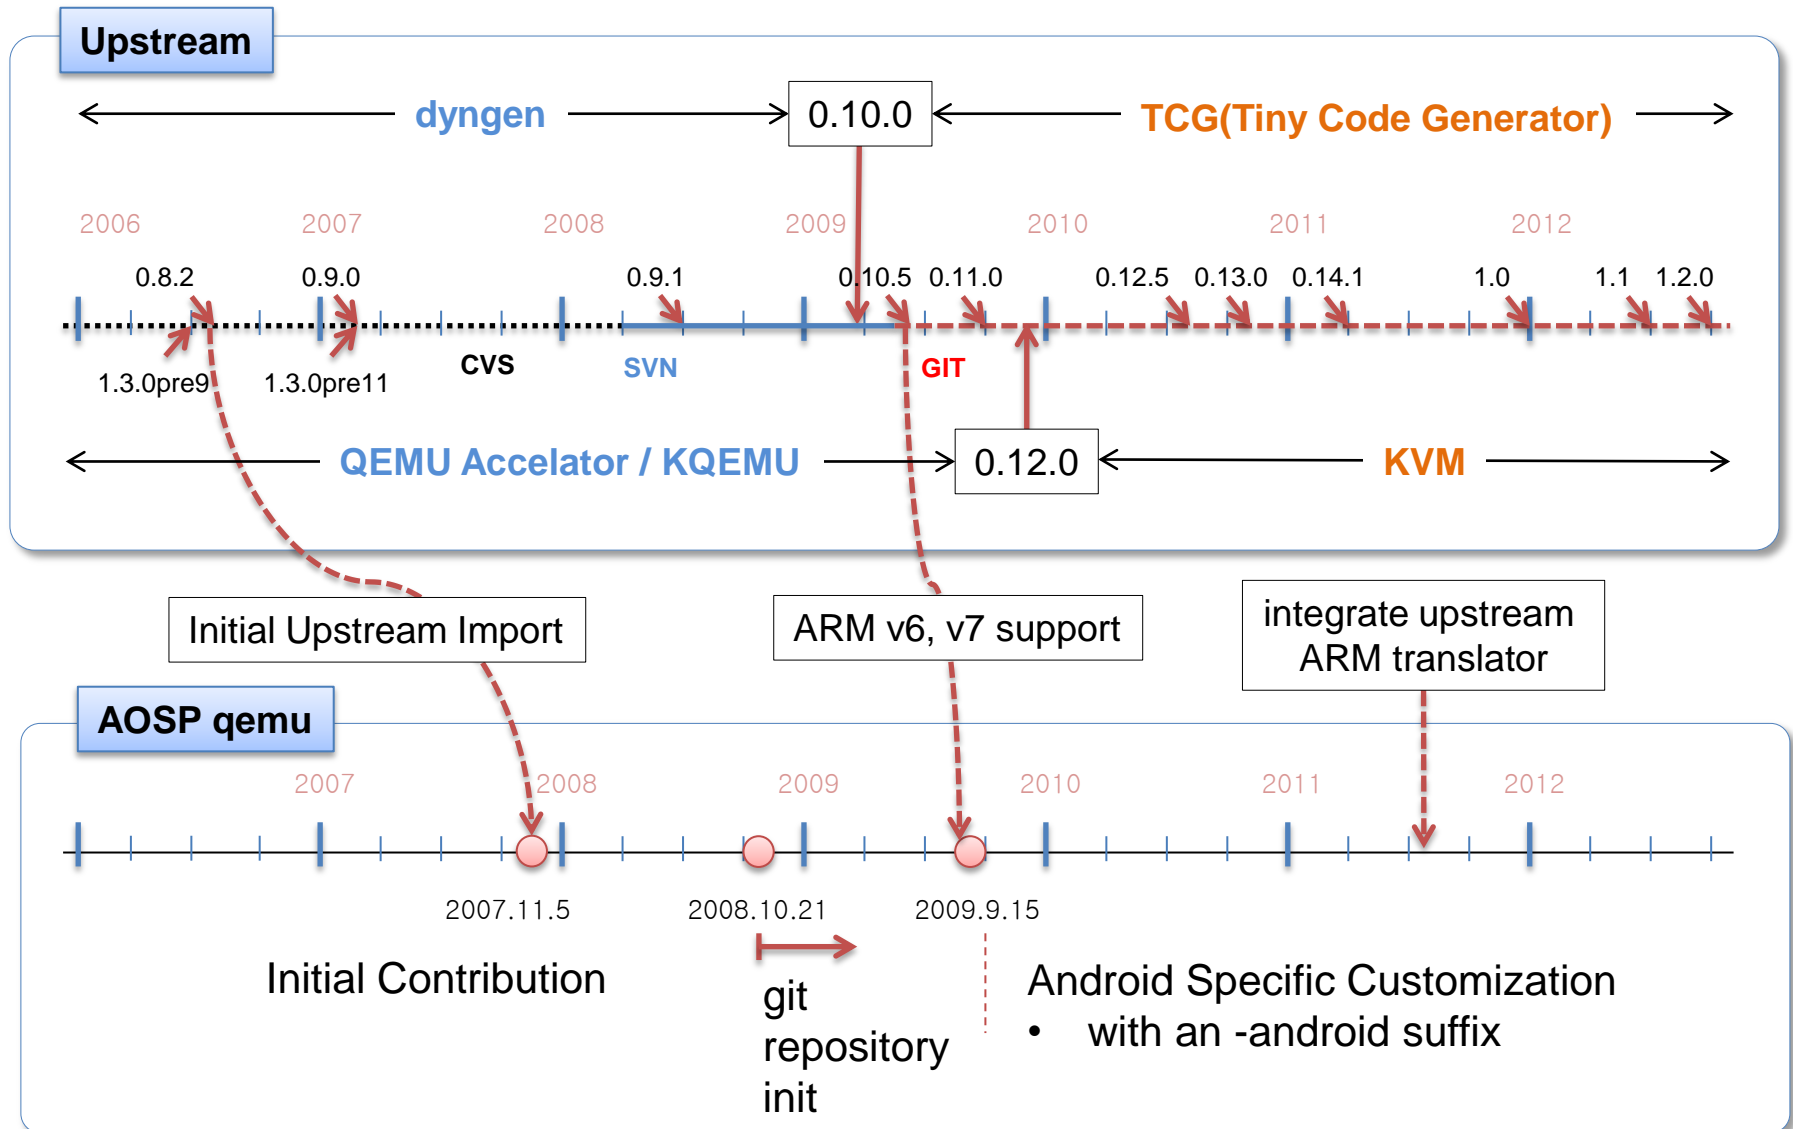 Upstream
dyngen
0.10.0
TCG(Tiny Code Generator)
2006 2007 2008 2009 2010 2011 2012
0.8.2 0.9.0 0.9.1 0.10.5 0.11.0 0.12.5 0.13.0 0.14.1 1.0 1.1 1.2.0
1.3.0pre9 1.3.0pre11 CVS SVN GIT
QEMU Accelator / KQEMU
0.12.0
KVM
Initial Upstream Import
ARM v6, v7 support
integrate upstream
ARM translator
AOSP qemu
2007 2008 2009 2010 2011 2012
2007.11.5 2008.10.21 2009.9.15
Initial Contribution
git
repository
init
Android Specific Customization
• with an -android suffix